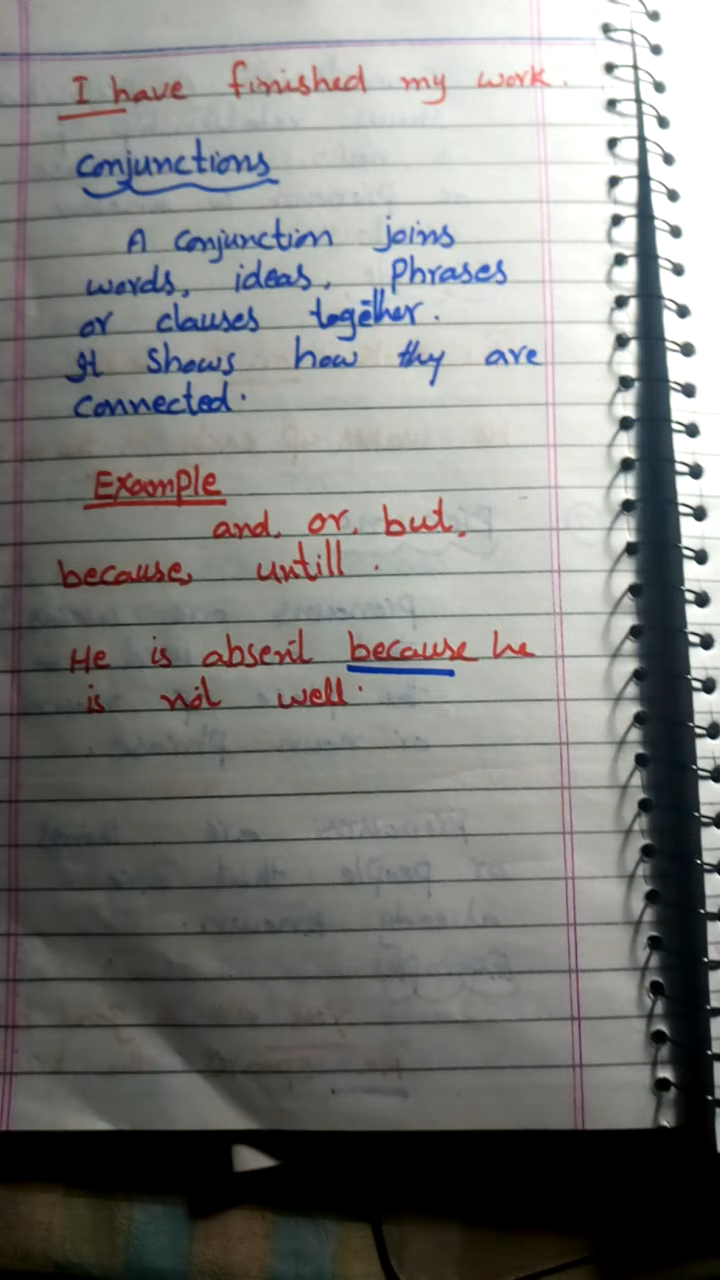 I have finished my work.
Conjunctions
A Conjunction joins
words, ideas, Phrases
or clauses together.
It shows how thy are
Connected.
Example
and, or, but,
because, untill.
He is absent because he
is not well.